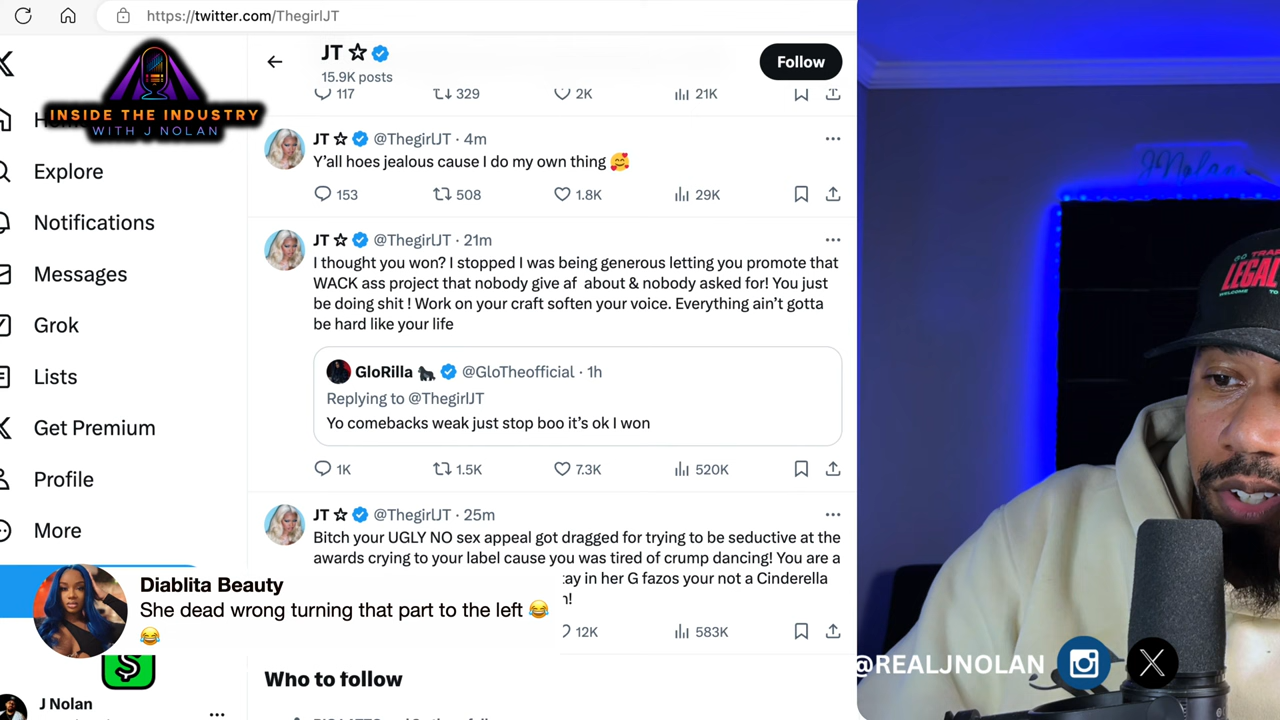 https://twitter.com/ThegirlJT
JT ☆
15.9K posts
Follow
117 329 2K 21K
INSIDE THE INDUSTRY
WITH J NOLAN
JT ☆ @ThegirlJT · 4m
Y'all hoes jealous cause I do my own thing 🥰
153 508 1.8K 29K
Explore
Notifications
Messages
Grok
Lists
Get Premium
Profile
More
JT ☆ @ThegirlJT · 21m
I thought you won? I stopped I was being generous letting you promote that
WACK ass project that nobody give af about & nobody asked for! You just
be doing shit ! Work on your craft soften your voice. Everything ain't gotta
be hard like your life
GloRilla 🦍 @GloTheofficial · 1h
Replying to @ThegirlJT
Yo comebacks weak just stop boo it's ok I won
1K 1.5K 7.3K 520K
JT ☆ @ThegirlJT · 25m
Bitch your UGLY NO sex appeal got dragged for trying to be seductive at the
awards crying to your label cause you was tired of crump dancing! You are a
in her G fazos your not a Cinderella
12K 583K
Diablita Beauty
She dead wrong turning that part to the left 😂
😂
$
Who to follow
J Nolan
@REALJNOLAN
JNolan
LEGAC
WELCOME TO